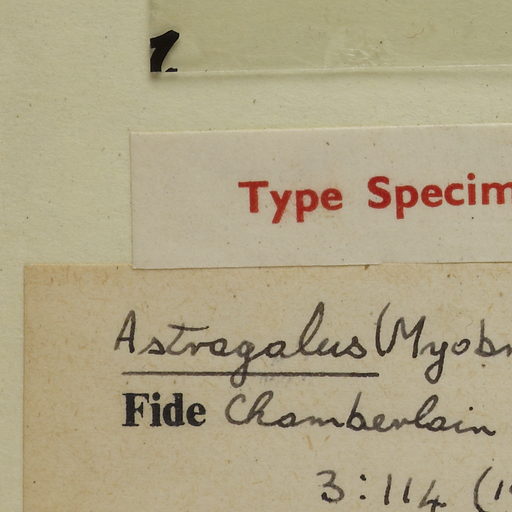 Type Specim
Astragalus (Myobr
Fide Chamberlain
3:114 (1